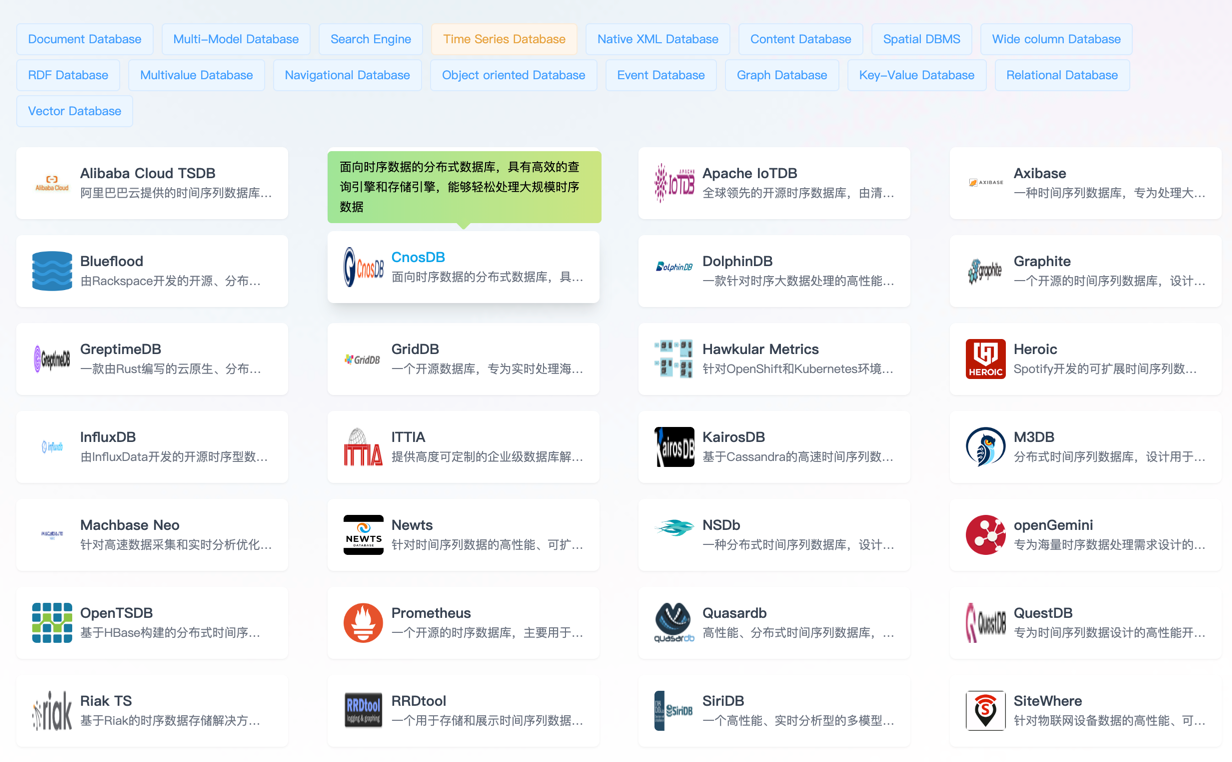 Document Database
Multi-Model Database
Search Engine
Time Series Database
Native XML Database
Content Database
Spatial DBMS
Wide column Database
RDF Database
Multivalue Database
Navigational Database
Object oriented Database
Event Database
Graph Database
Key-Value Database
Relational Database
Vector Database
Alibaba Cloud
Alibaba Cloud TSDB
阿里巴巴云提供的时间序列数据库...
面向时序数据的分布式数据库，具有高效的查
询引擎和存储引擎，能够轻松处理大规模时序
数据
APACHE
IoTDB
Apache IoTDB
全球领先的开源时序数据库，由清...
AXIBASE
Axibase
一种时间序列数据库，专为处理大...
Blueflood
由Rackspace开发的开源、分布...
CnosDB
CnosDB
面向时序数据的分布式数据库，具...
DolphinDB
DolphinDB
一款针对时序大数据处理的高性能...
graphite
Graphite
一个开源的时间序列数据库，设计...
GreptimeDB
GreptimeDB
一款由Rust编写的云原生、分布...
GridDB
GridDB
一个开源数据库，专为实时处理海...
Hawkular Metrics
针对OpenShift和Kubernetes环境...
HEROIC
Heroic
Spotify开发的可扩展时间序列数...
influxdb
InfluxDB
由InfluxData开发的开源时序型数...
ITTIA
ITTIA
提供高度可定制的企业级数据库解...
KairosDB
KairosDB
基于Cassandra的高速时间序列数...
M3DB
分布式时间序列数据库，设计用于...
Machbase Neo
针对高速数据采集和实时分析优化...
NEWTS
Newts
针对时间序列数据的高性能、可扩...
NSDb
一种分布式时间序列数据库，设计...
openGemini
专为海量时序数据处理需求设计的...
OpenTSDB
基于HBase构建的分布式时间序...
Prometheus
一个开源的时序数据库，主要用于...
quasardb
Quasardb
高性能、分布式时间序列数据库，...
QuestDB
QuestDB
专为时间序列数据设计的高性能开...
riak
Riak TS
基于Riak的时序数据存储解决方...
RRDtool
logging & graphing
RRDtool
一个用于存储和展示时间序列数据...
SiriDB
SiriDB
一个高性能、实时分析型的多模型...
S
SiteWhere
针对物联网设备数据的高性能、可...